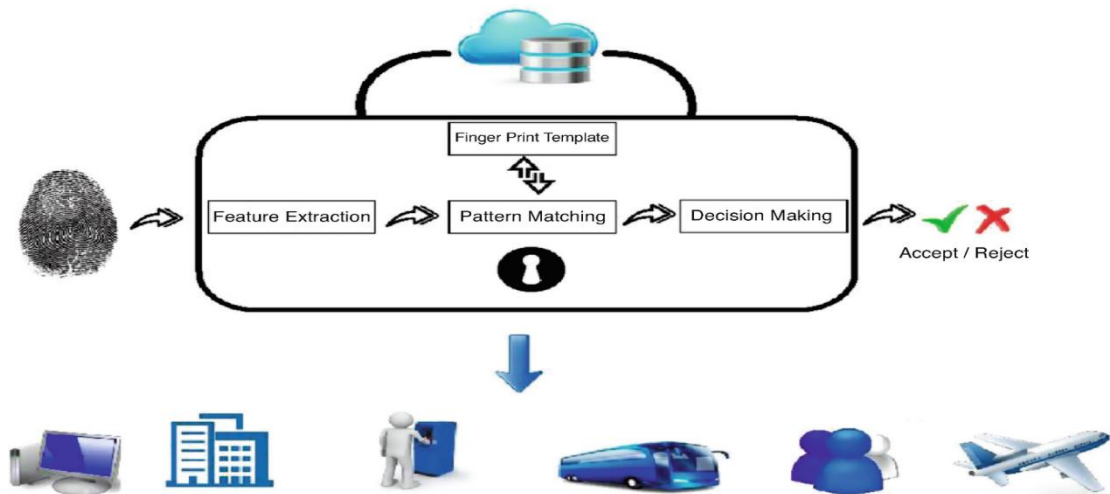 Finger Print Template
Feature Extraction
Pattern Matching
Decision Making
Accept / Reject